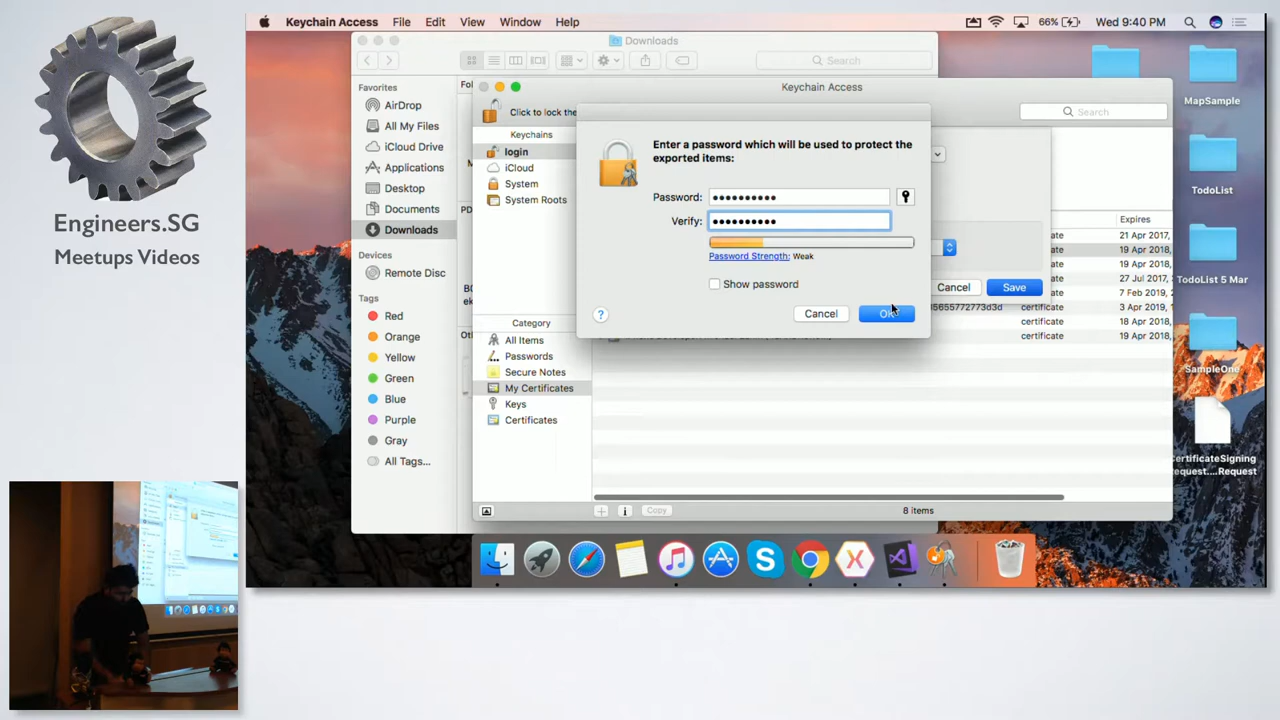 Engineers.SG
Meetups Videos
Keychain Access File Edit View Window Help
66% Wed 9:40 PM
Downloads
Search
Favorites
AirDrop
All My Files
iCloud Drive
Applications
Desktop
Documents
Downloads
Devices
Remote Disc
Tags
Red
Orange
Yellow
Green
Blue
Purple
Gray
All Tags...
Keychain Access
Click to lock the
Search
Keychains
login
iCloud
System
System Roots
Category
All Items
Passwords
Secure Notes
My Certificates
Keys
Certificates
Enter a password which will be used to protect the
exported items:
Password: ••••••••••
Verify: ••••••••••
Password Strength: Weak
Show password
? Cancel
Cancel Save
Expires
21 Apr 2017,
19 Apr 2018,
27 Jul 2017,
7 Feb 2019,
certificate 19 Apr 2018,
certificate 18 Apr 2018,
certificate 19 Apr 2018,
Copy
8 items
MapSample
TodoList
TodoList 5 Mar
SampleOne
CertificateSigning
Request....Request